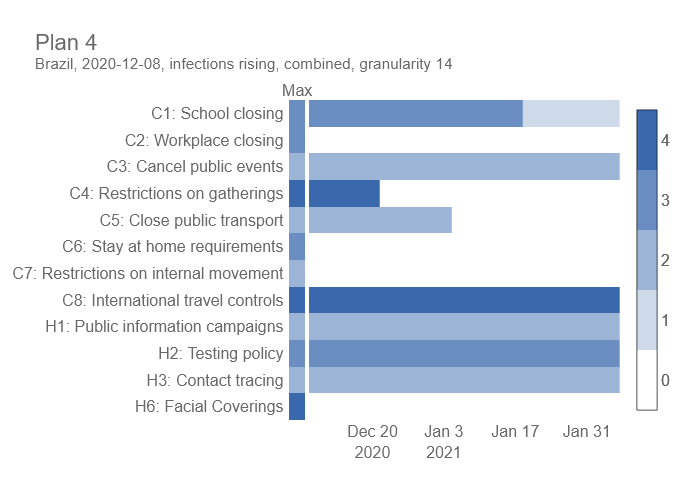 Plan 4
Brazil, 2020-12-08, infections rising, combined, granularity 14
Max
C1: School closing
C2: Workplace closing
C3: Cancel public events
C4: Restrictions on gatherings
C5: Close public transport
C6: Stay at home requirements
C7: Restrictions on internal movement
C8: International travel controls
H1: Public information campaigns
H2: Testing policy
H3: Contact tracing
H6: Facial Coverings
4
3
2
1
0
Dec 20 Jan 3 Jan 17 Jan 31
2020 2021